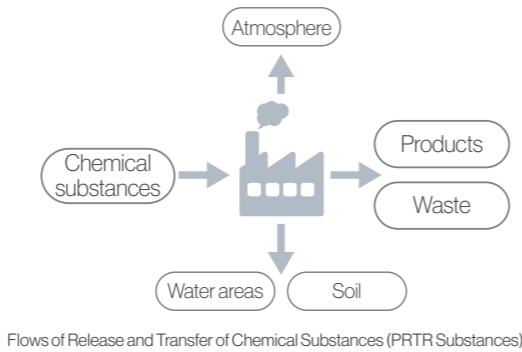 Atmosphere
Chemical
substances
Products
Waste
Water areas
Soil
Flows of Release and Transfer of Chemical Substances (PRTR Substances)